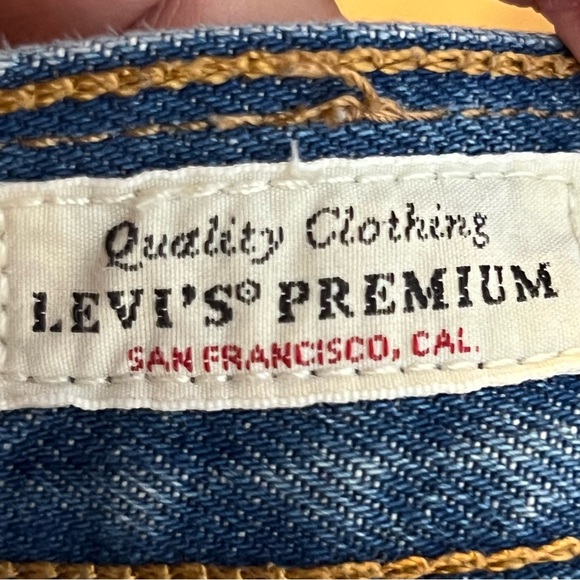 Quality Clothing
LEVI'S® PREMIUM
SAN FRANCISCO, CAL.